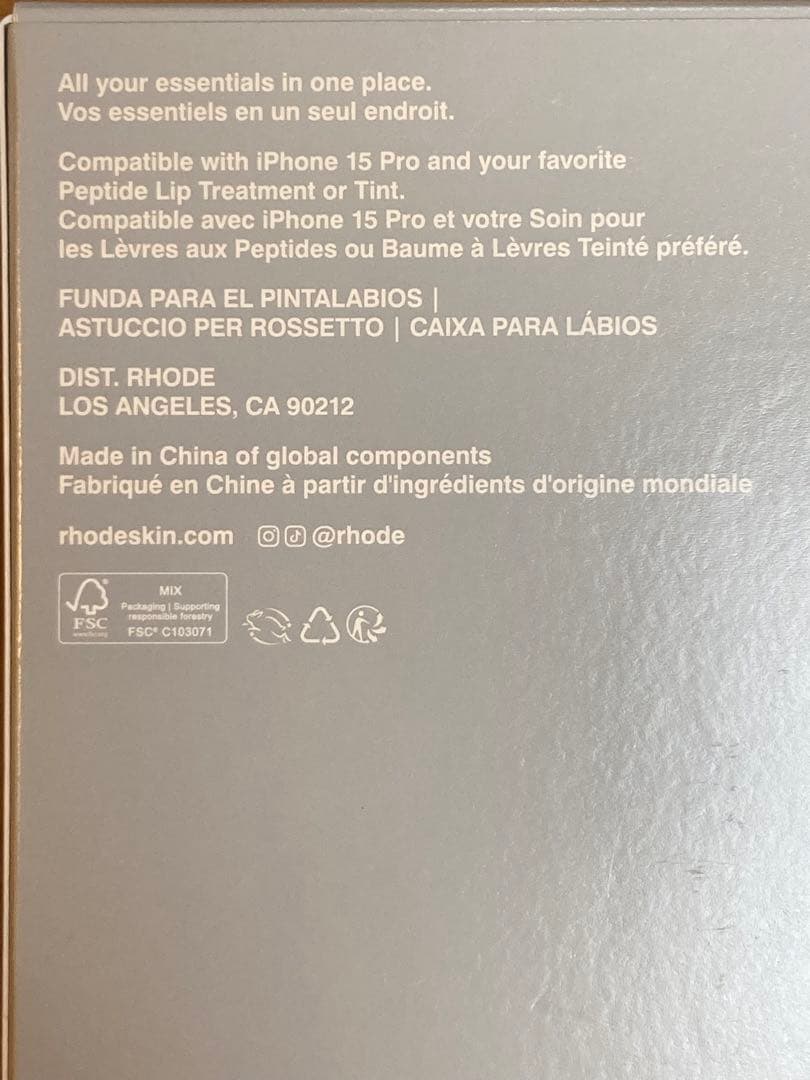 All your essentials in one place.
Vos essentiels en un seul endroit.
Compatible with iPhone 15 Pro and your favorite
Peptide Lip Treatment or Tint.
Compatible avec iPhone 15 Pro et votre Soin pour
les Lèvres aux Peptides ou Baume à Lèvres Teinté préféré.
FUNDA PARA EL PINTALABIOS |
ASTUCCIO PER ROSSETTO | CAIXA PARA LÁBIOS
DIST. RHODE
LOS ANGELES, CA 90212
Made in China of global components
Fabriqué en Chine à partir d'ingrédients d'origine mondiale
rhodeskin.com @rhode
FSC®
www.fsc.org
MIX
Packaging | Supporting
responsible forestry
FSC® C103071